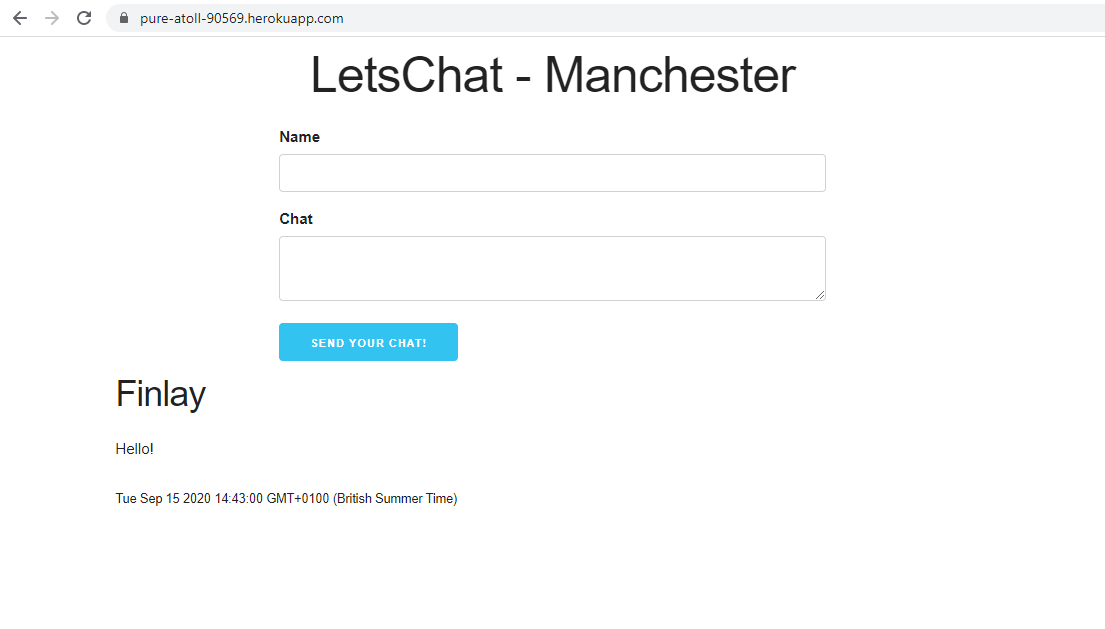 pure-atoll-90569.herokuapp.com
LetsChat - Manchester
Name
Chat
SEND YOUR CHAT!
Finlay
Hello!
Tue Sep 15 2020 14:43:00 GMT+0100 (British Summer Time)